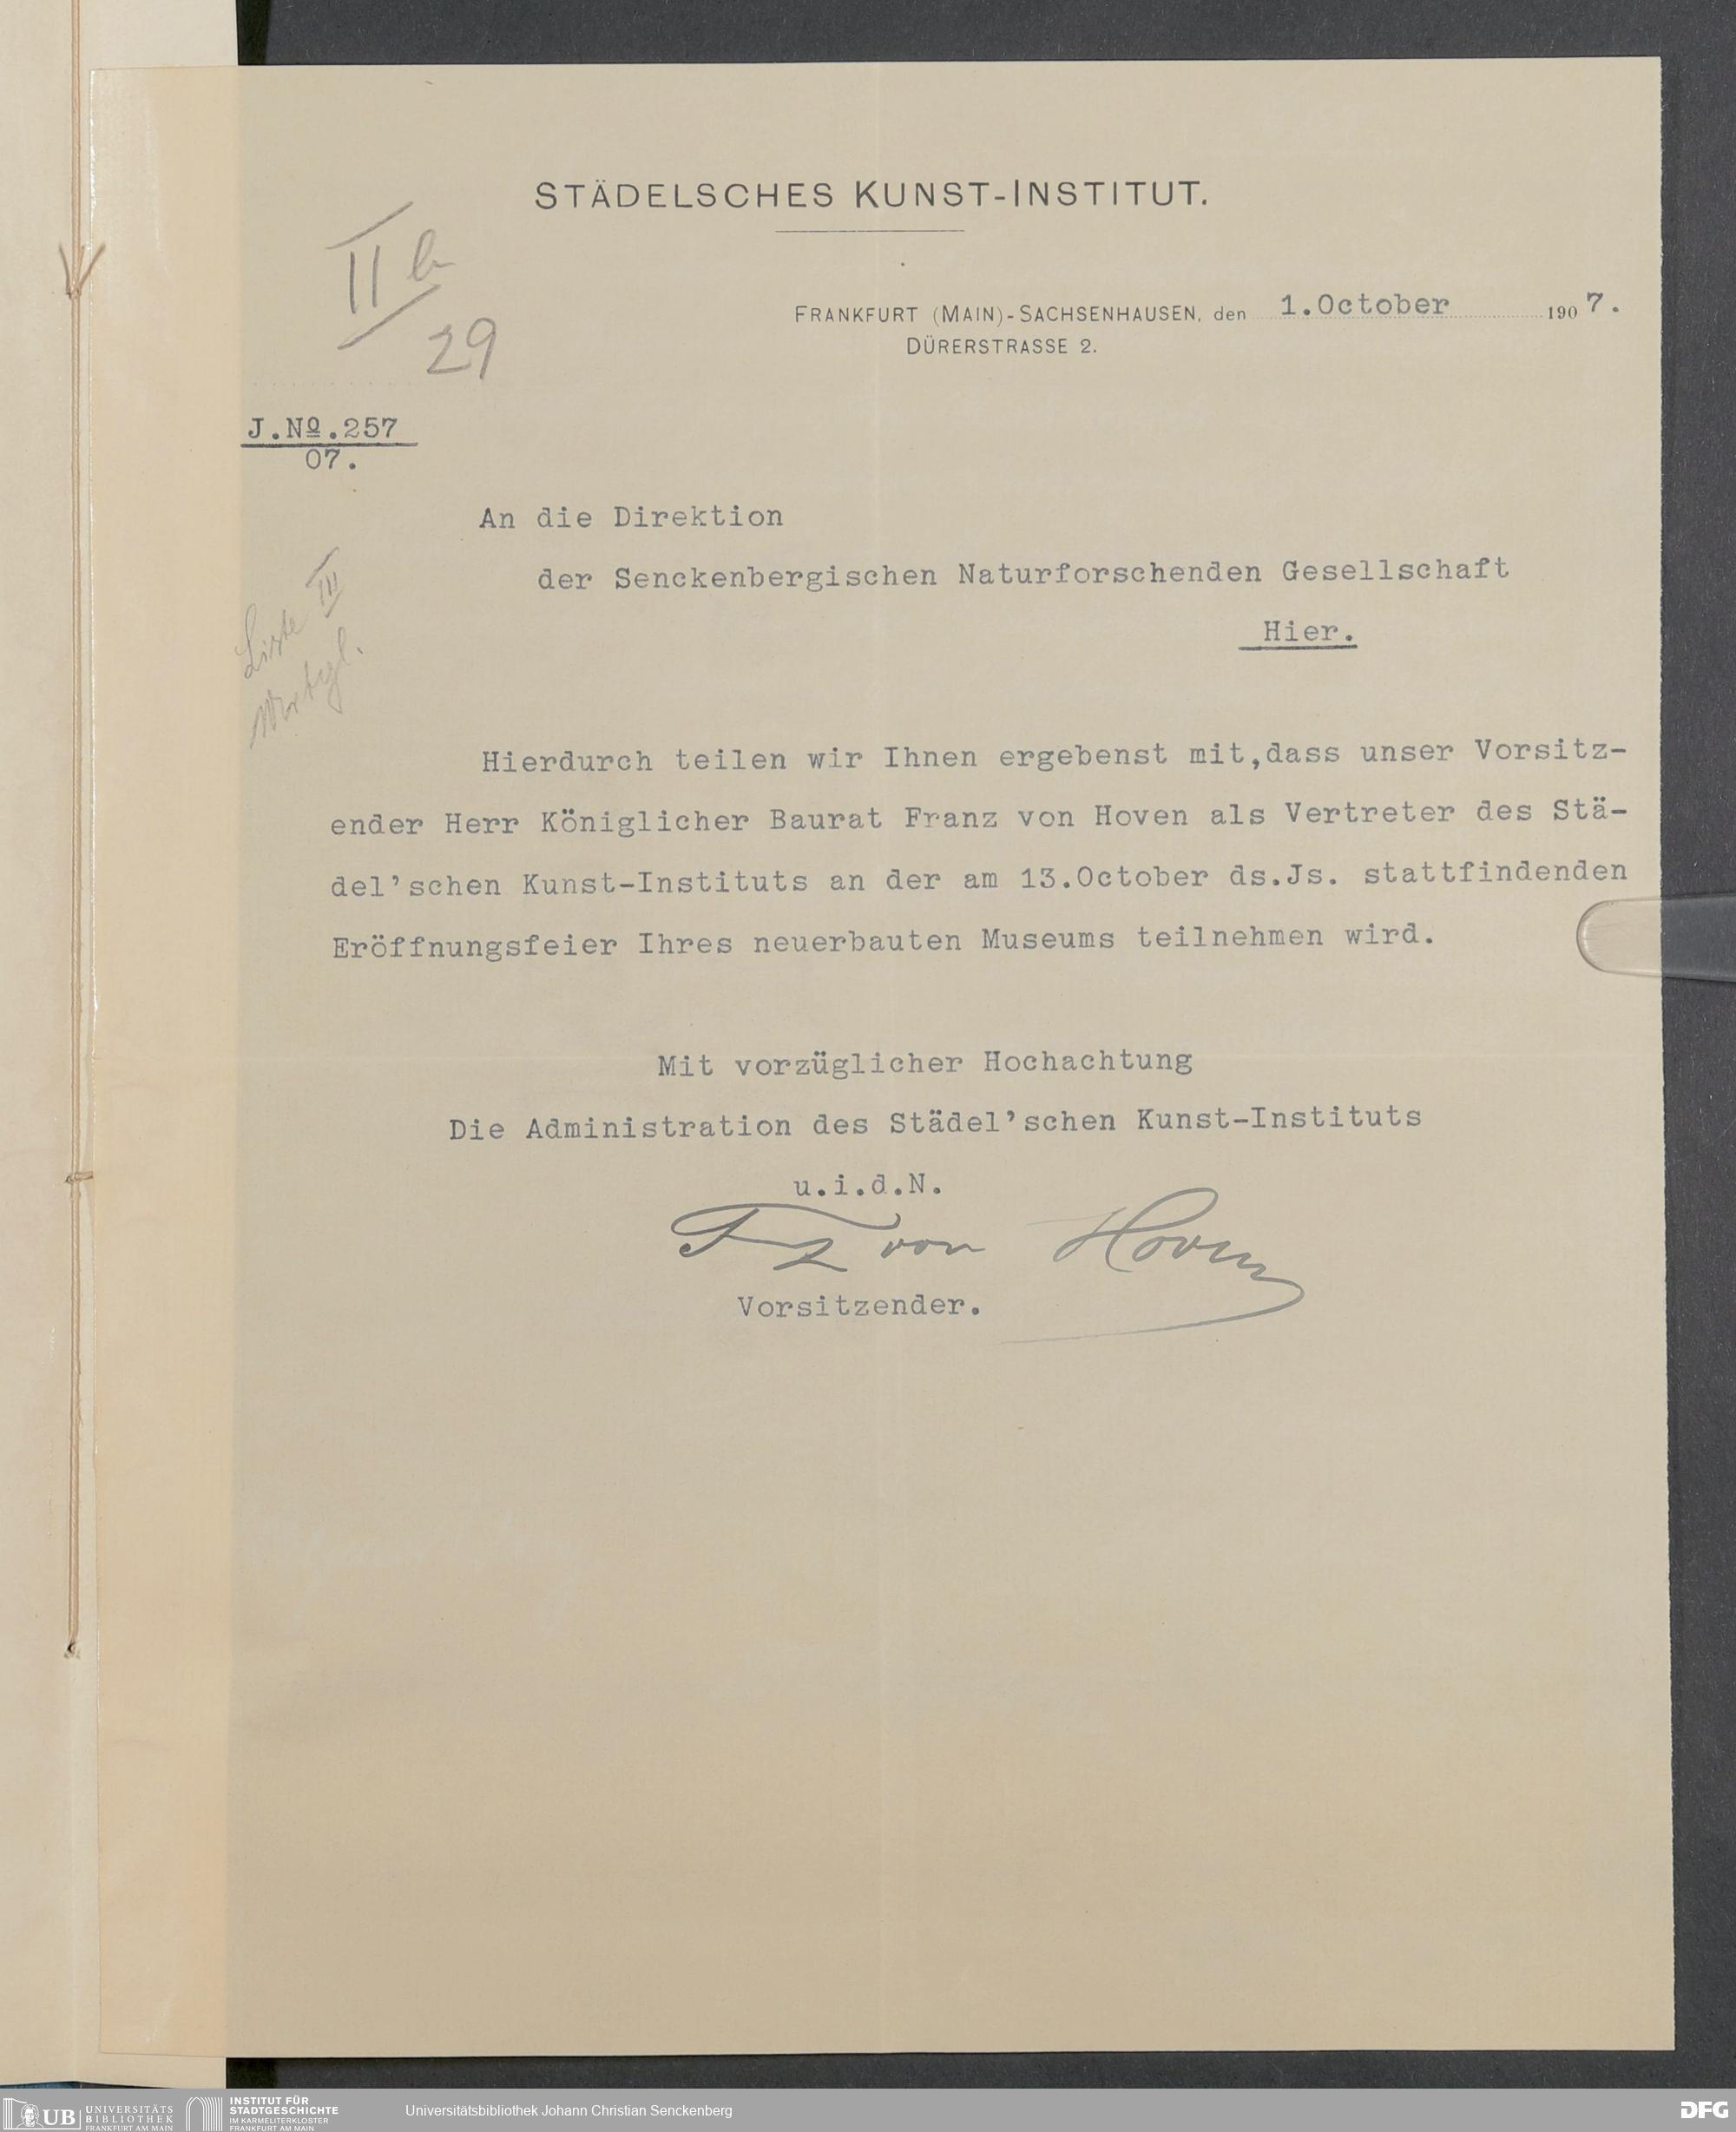 STÄDELSCHES KUNST-INSTITUT.
II b
29
FRANKFURT (MAIN)-SACHSENHAUSEN, den 1.October 1907.
DÜRERSTRASSE 2.
J.Nº.257
07.
An die Direktion
der Senckenbergischen Naturforschenden Gesellschaft
Hier.
Liste III
Hierdurch teilen wir Ihnen ergebenst mit,dass unser Vorsitz-
ender Herr Königlicher Baurat Franz von Hoven als Vertreter des Stä-
del'schen Kunst-Instituts an der am 13.October ds.Js. stattfindenden
Eröffnungsfeier Ihres neuerbauten Museums teilnehmen wird.
Mit vorzüglicher Hochachtung
Die Administration des Städel'schen Kunst-Instituts
u.i.d.N.
Fz von Hoven
Vorsitzender.
UB UNIVERSITÄTS
BIBLIOTHEK
FRANKFURT AM MAIN
INSTITUT FÜR
STADTGESCHICHTE
IM KARMELITERKLOSTER
FRANKFURT AM MAIN
Universitätsbibliothek Johann Christian Senckenberg
DFG